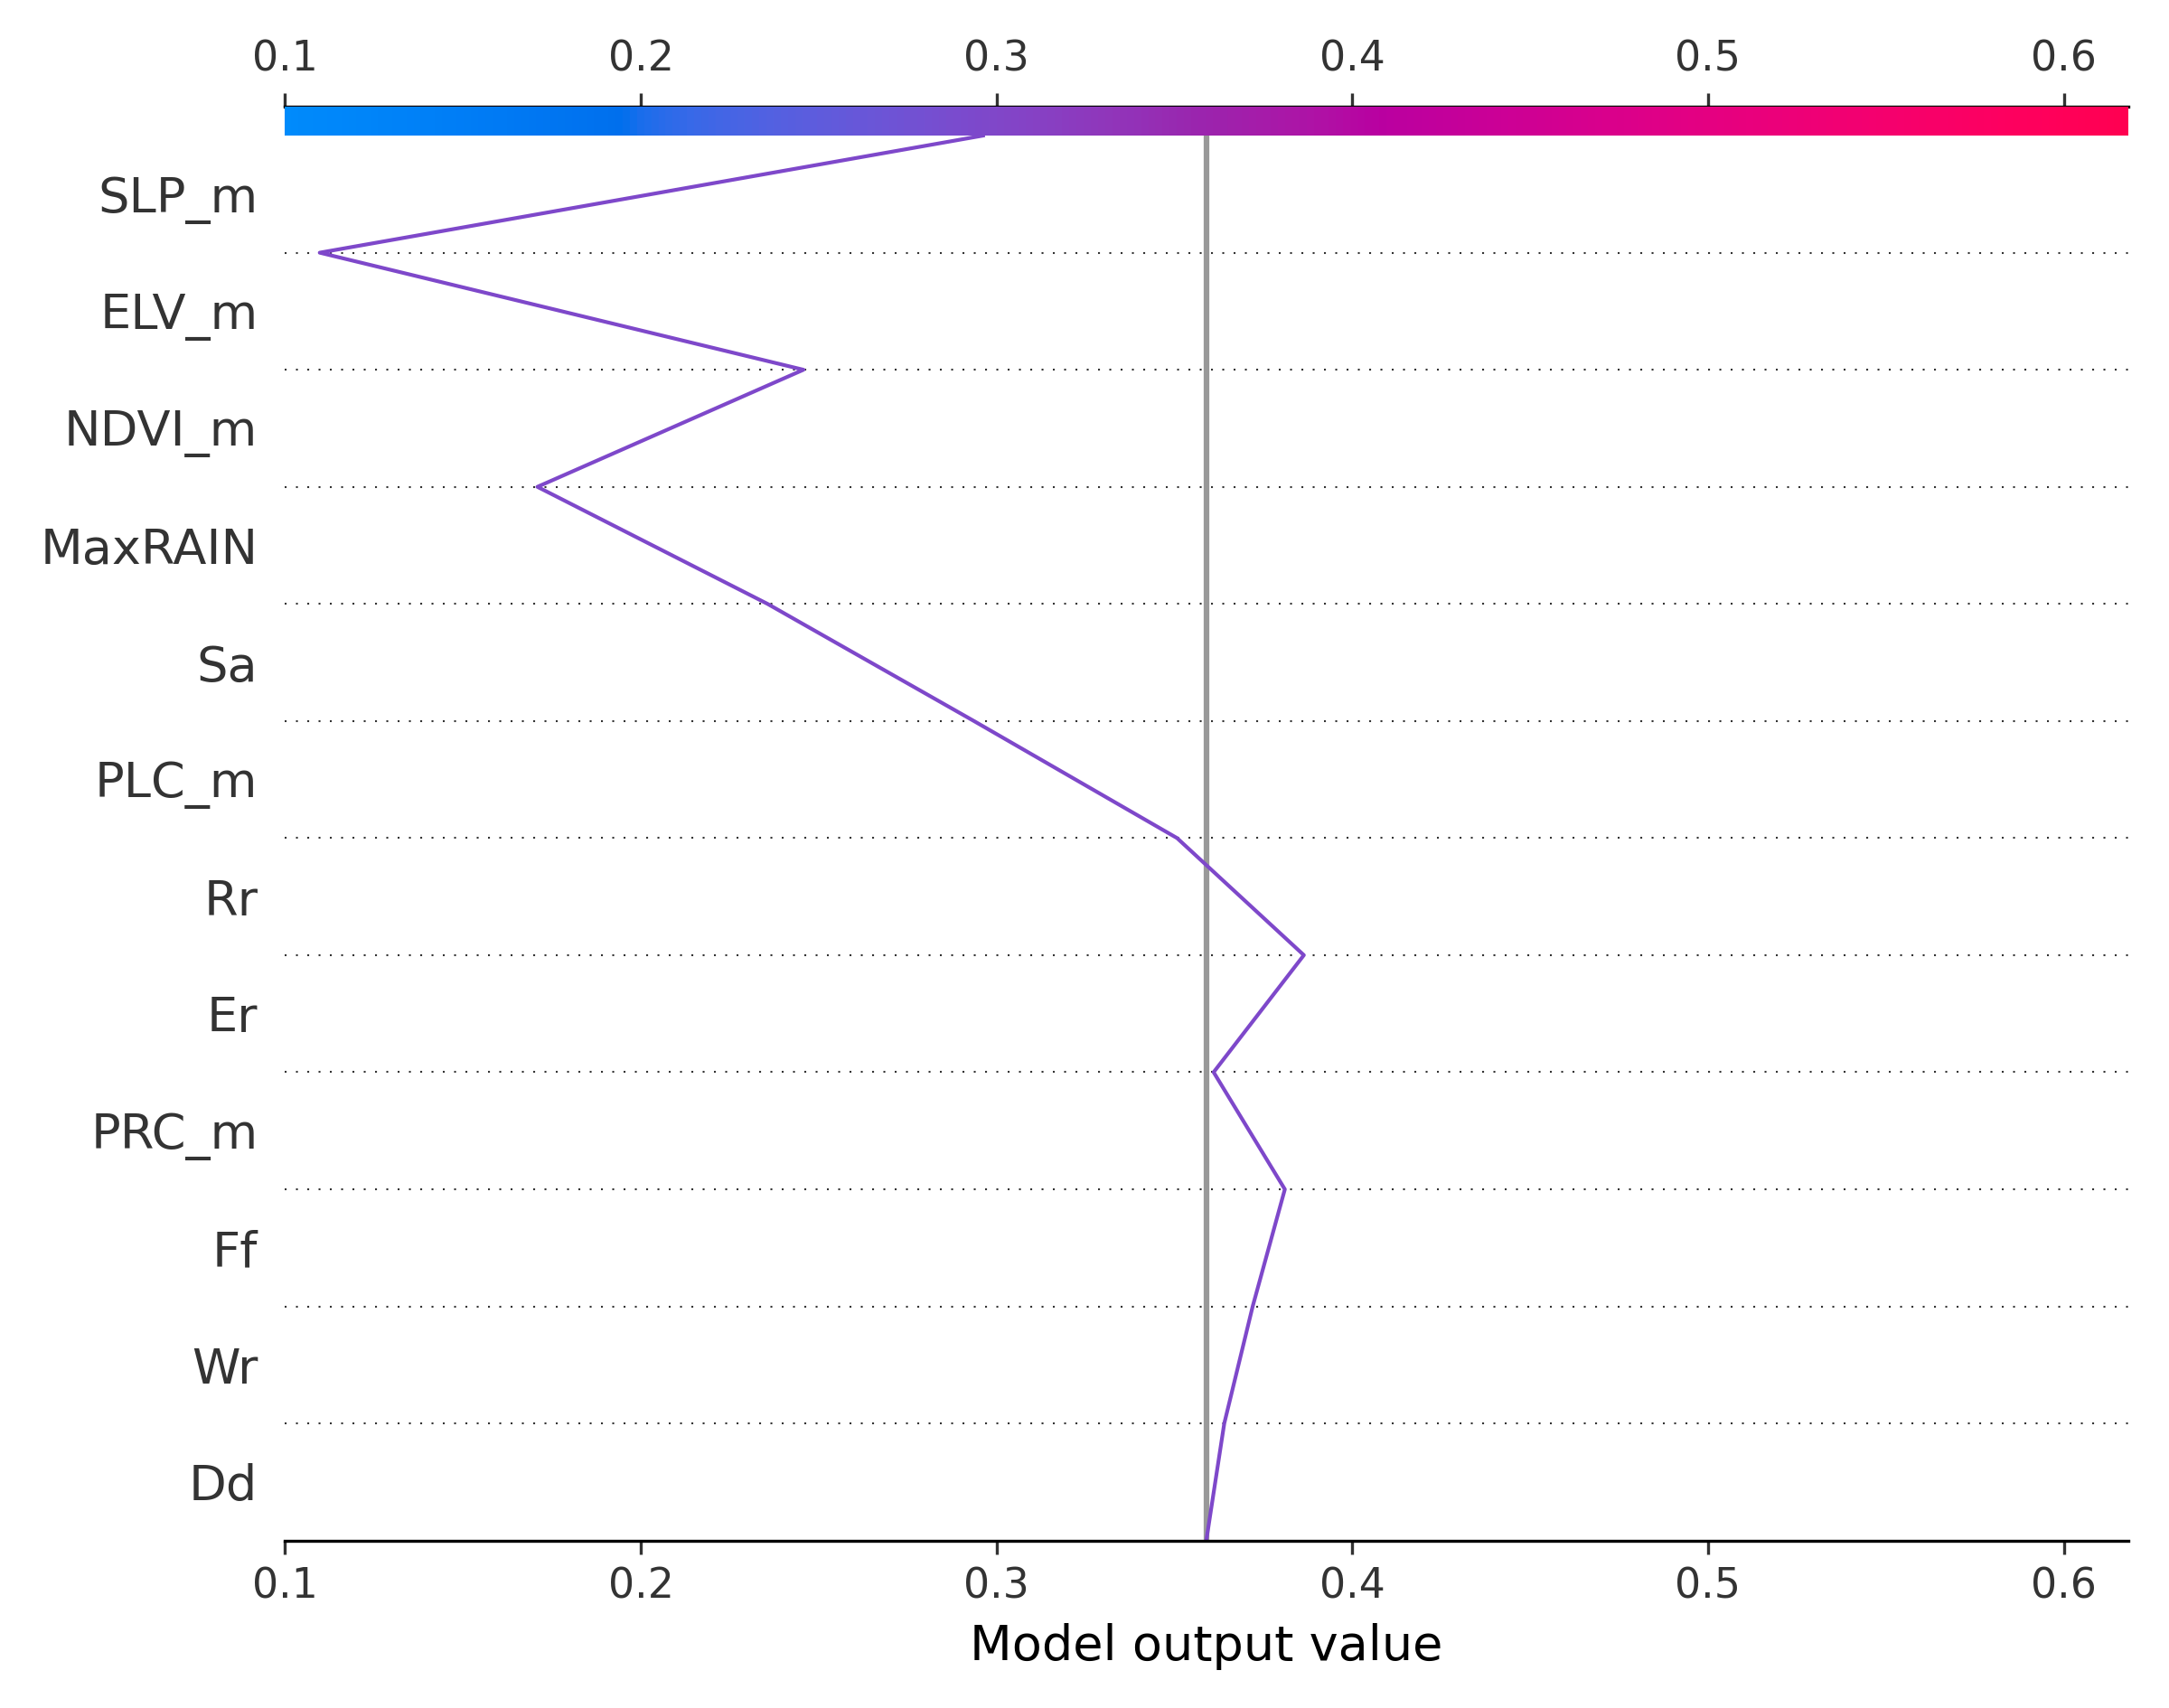 0.1 0.2 0.3 0.4 0.5 0.6
SLP_m
ELV_m
NDVI_m
MaxRAIN
Sa
PLC_m
Rr
Er
PRC_m
Ff
Wr
Dd
0.1 0.2 0.3 0.4 0.5 0.6
Model output value